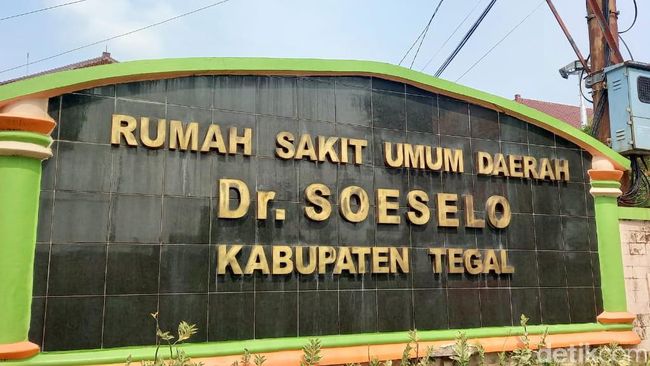 RUMAH SAKIT UMUM DAERAH
Dr. SOESELO
KABUPATEN TEGAL
detikcom